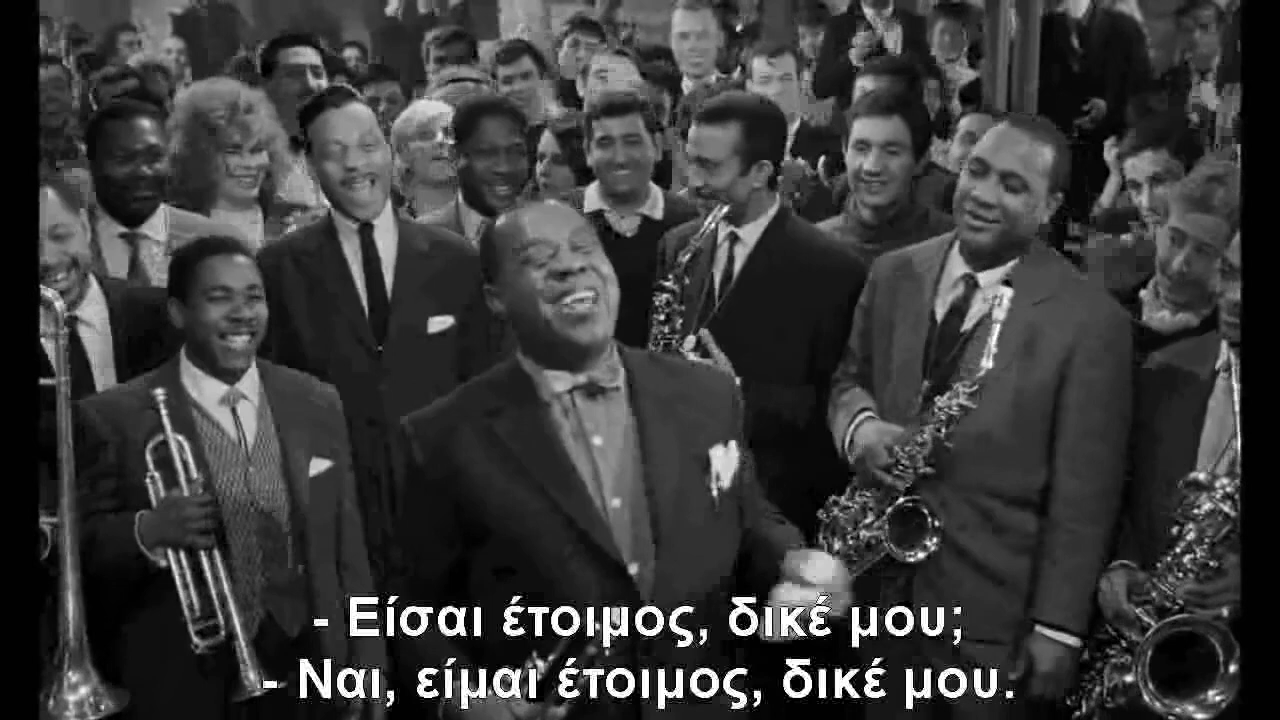 - Είσαι έτοιμος, δικέ μου;
- Ναι, είμαι έτοιμος, δικέ μου.